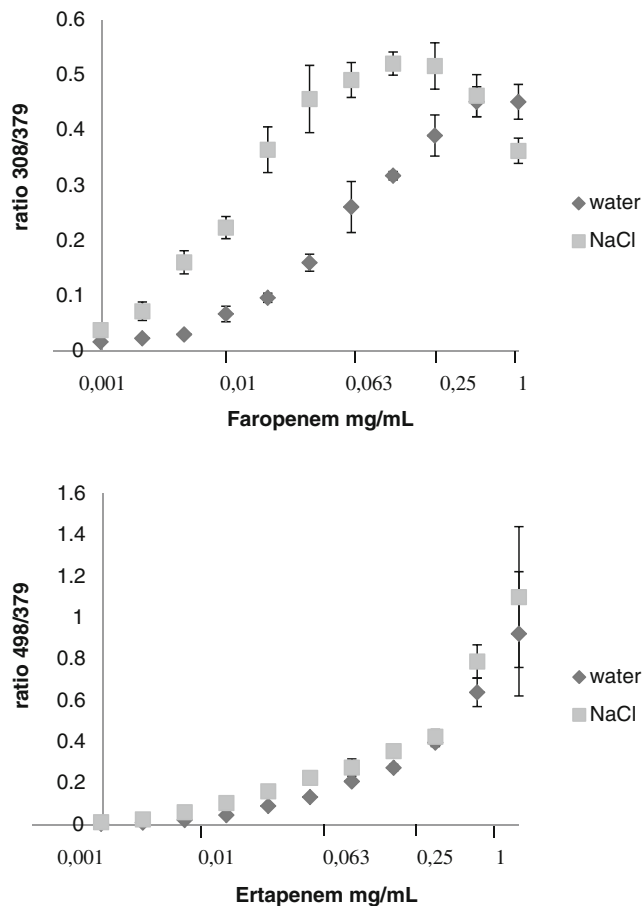 0.6
0.5
0.4
0.3
0.2
0.1
0
ratio 308/379
water
NaCl
0,001 0,01 0,063 0,25 1
Faropenem mg/mL
1.6
1.4
1.2
1
0.8
0.6
0.4
0.2
0
ratio 498/379
water
NaCl
0,001 0,01 0,063 0,25 1
Ertapenem mg/mL